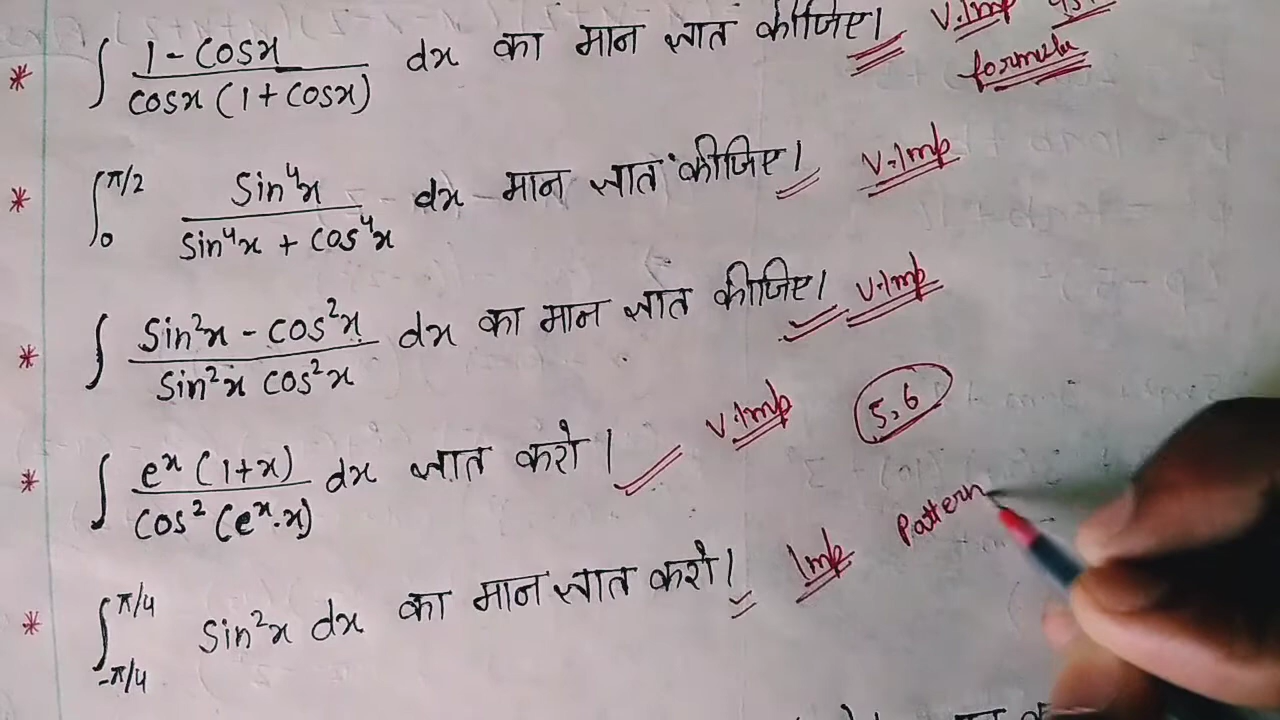 * ∫ (1 - cosx)/(cosx (1 + cosx)) dx का मान ज्ञात कीजिए। V.Imp
formula
* ∫₀^π/2 sin⁴x/(sin⁴x + cos⁴x) dx मान ज्ञात कीजिए। V.Imp
* ∫ (sin²x - cos²x)/(sin²x cos²x) dx का मान ज्ञात कीजिए। V.Imp
* ∫ eˣ (1+x)/cos² (eˣ.x) dx ज्ञात करो। V.Imp 5,6
* ∫_-π/4^π/4 sin²x dx का मान ज्ञात करो। Imp Pattern